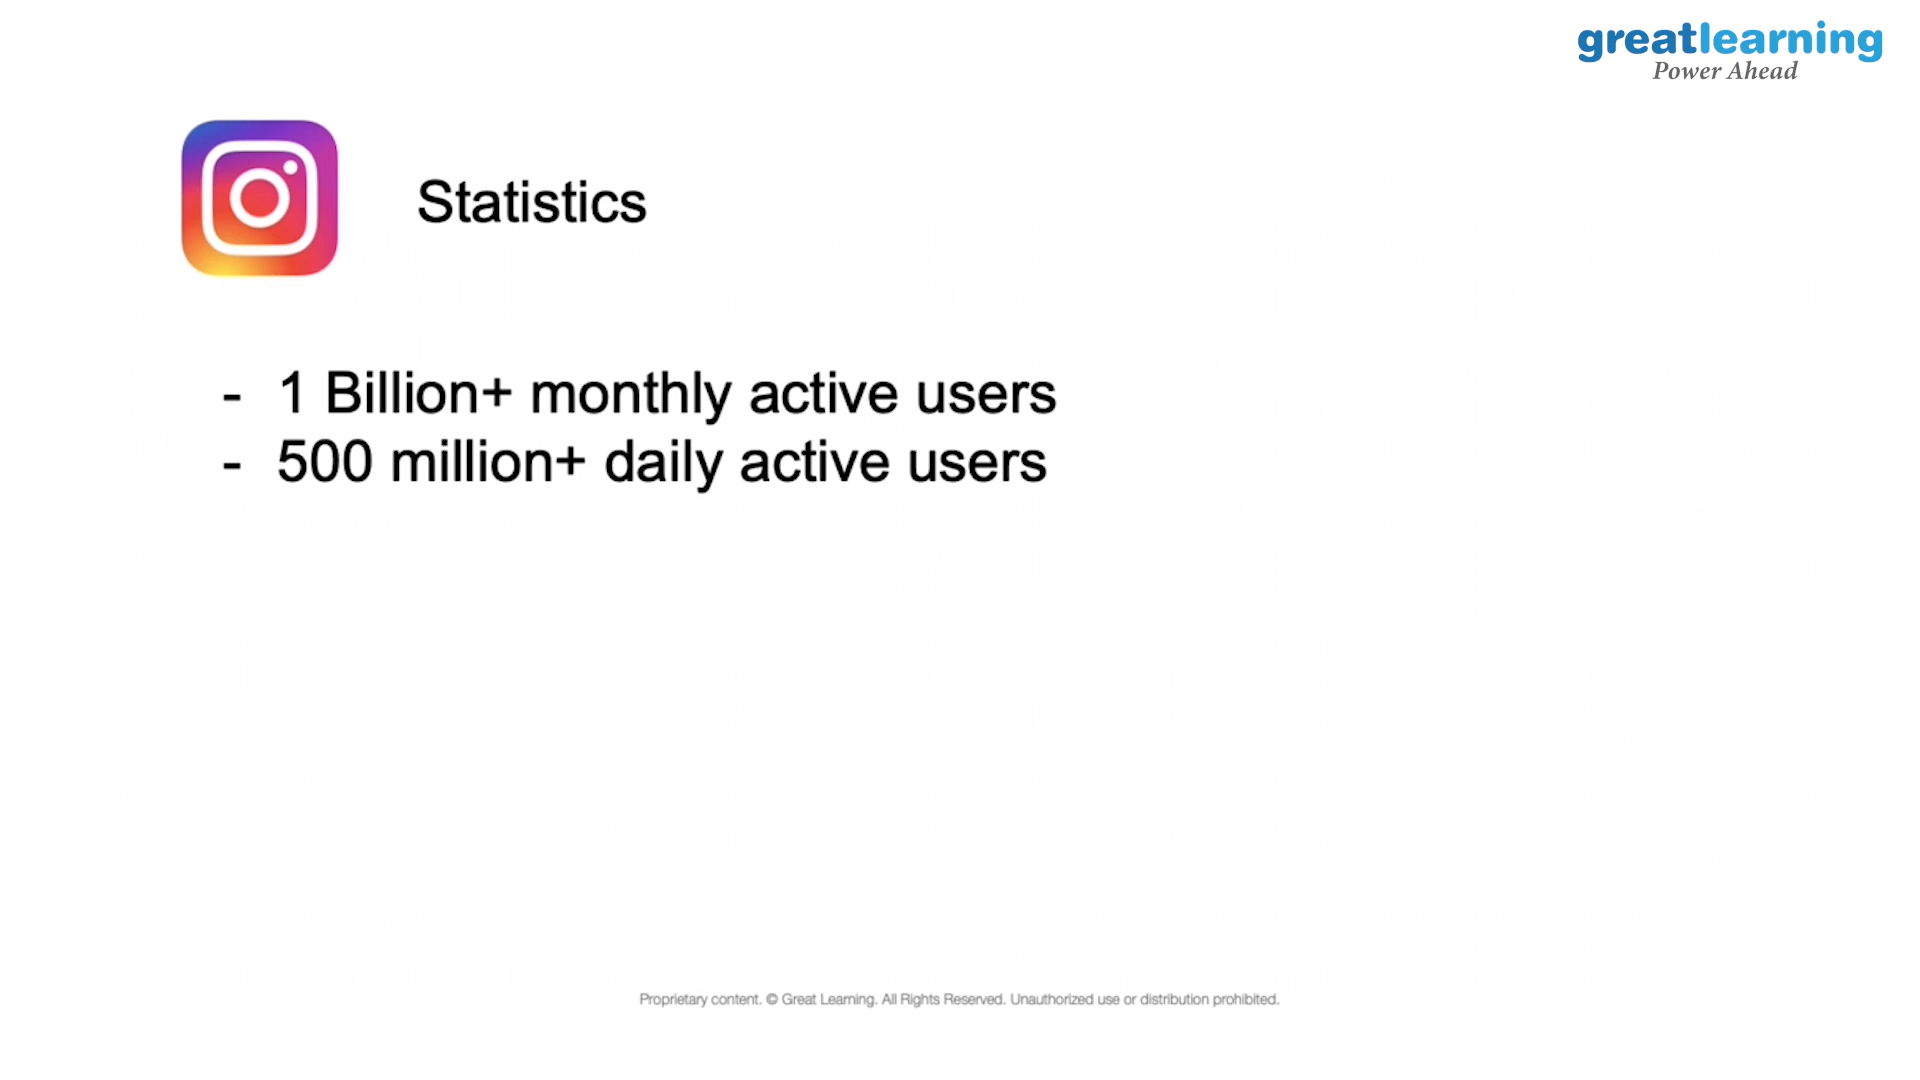 greatlearning
Power Ahead
Statistics
- 1 Billion+ monthly active users
- 500 million+ daily active users
Proprietary content. © Great Learning. All Rights Reserved. Unauthorized use or distribution prohibited.